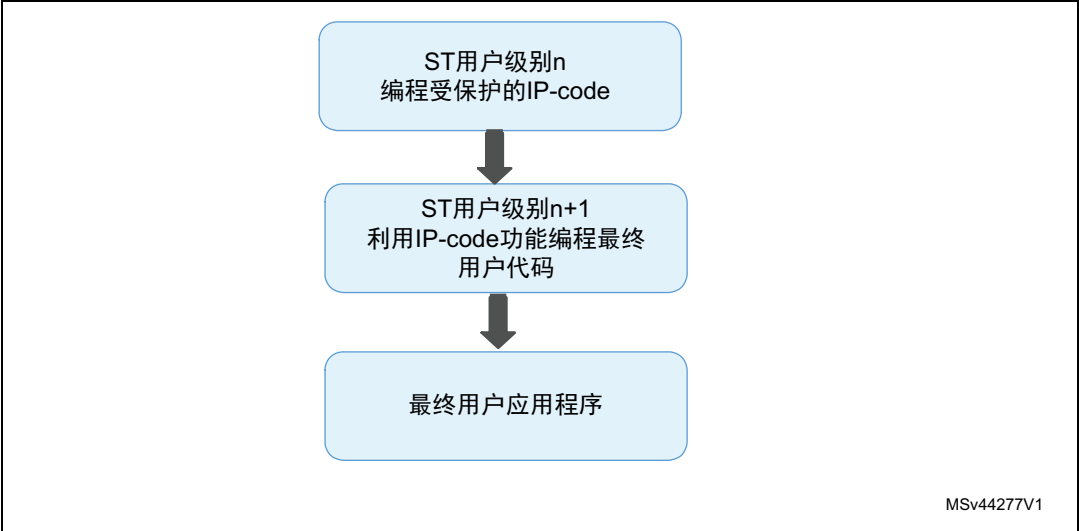 ST用户级别n
编程受保护的IP-code
ST用户级别n+1
利用IP-code功能编程最终
用户代码
最终用户应用程序
MSv44277V1